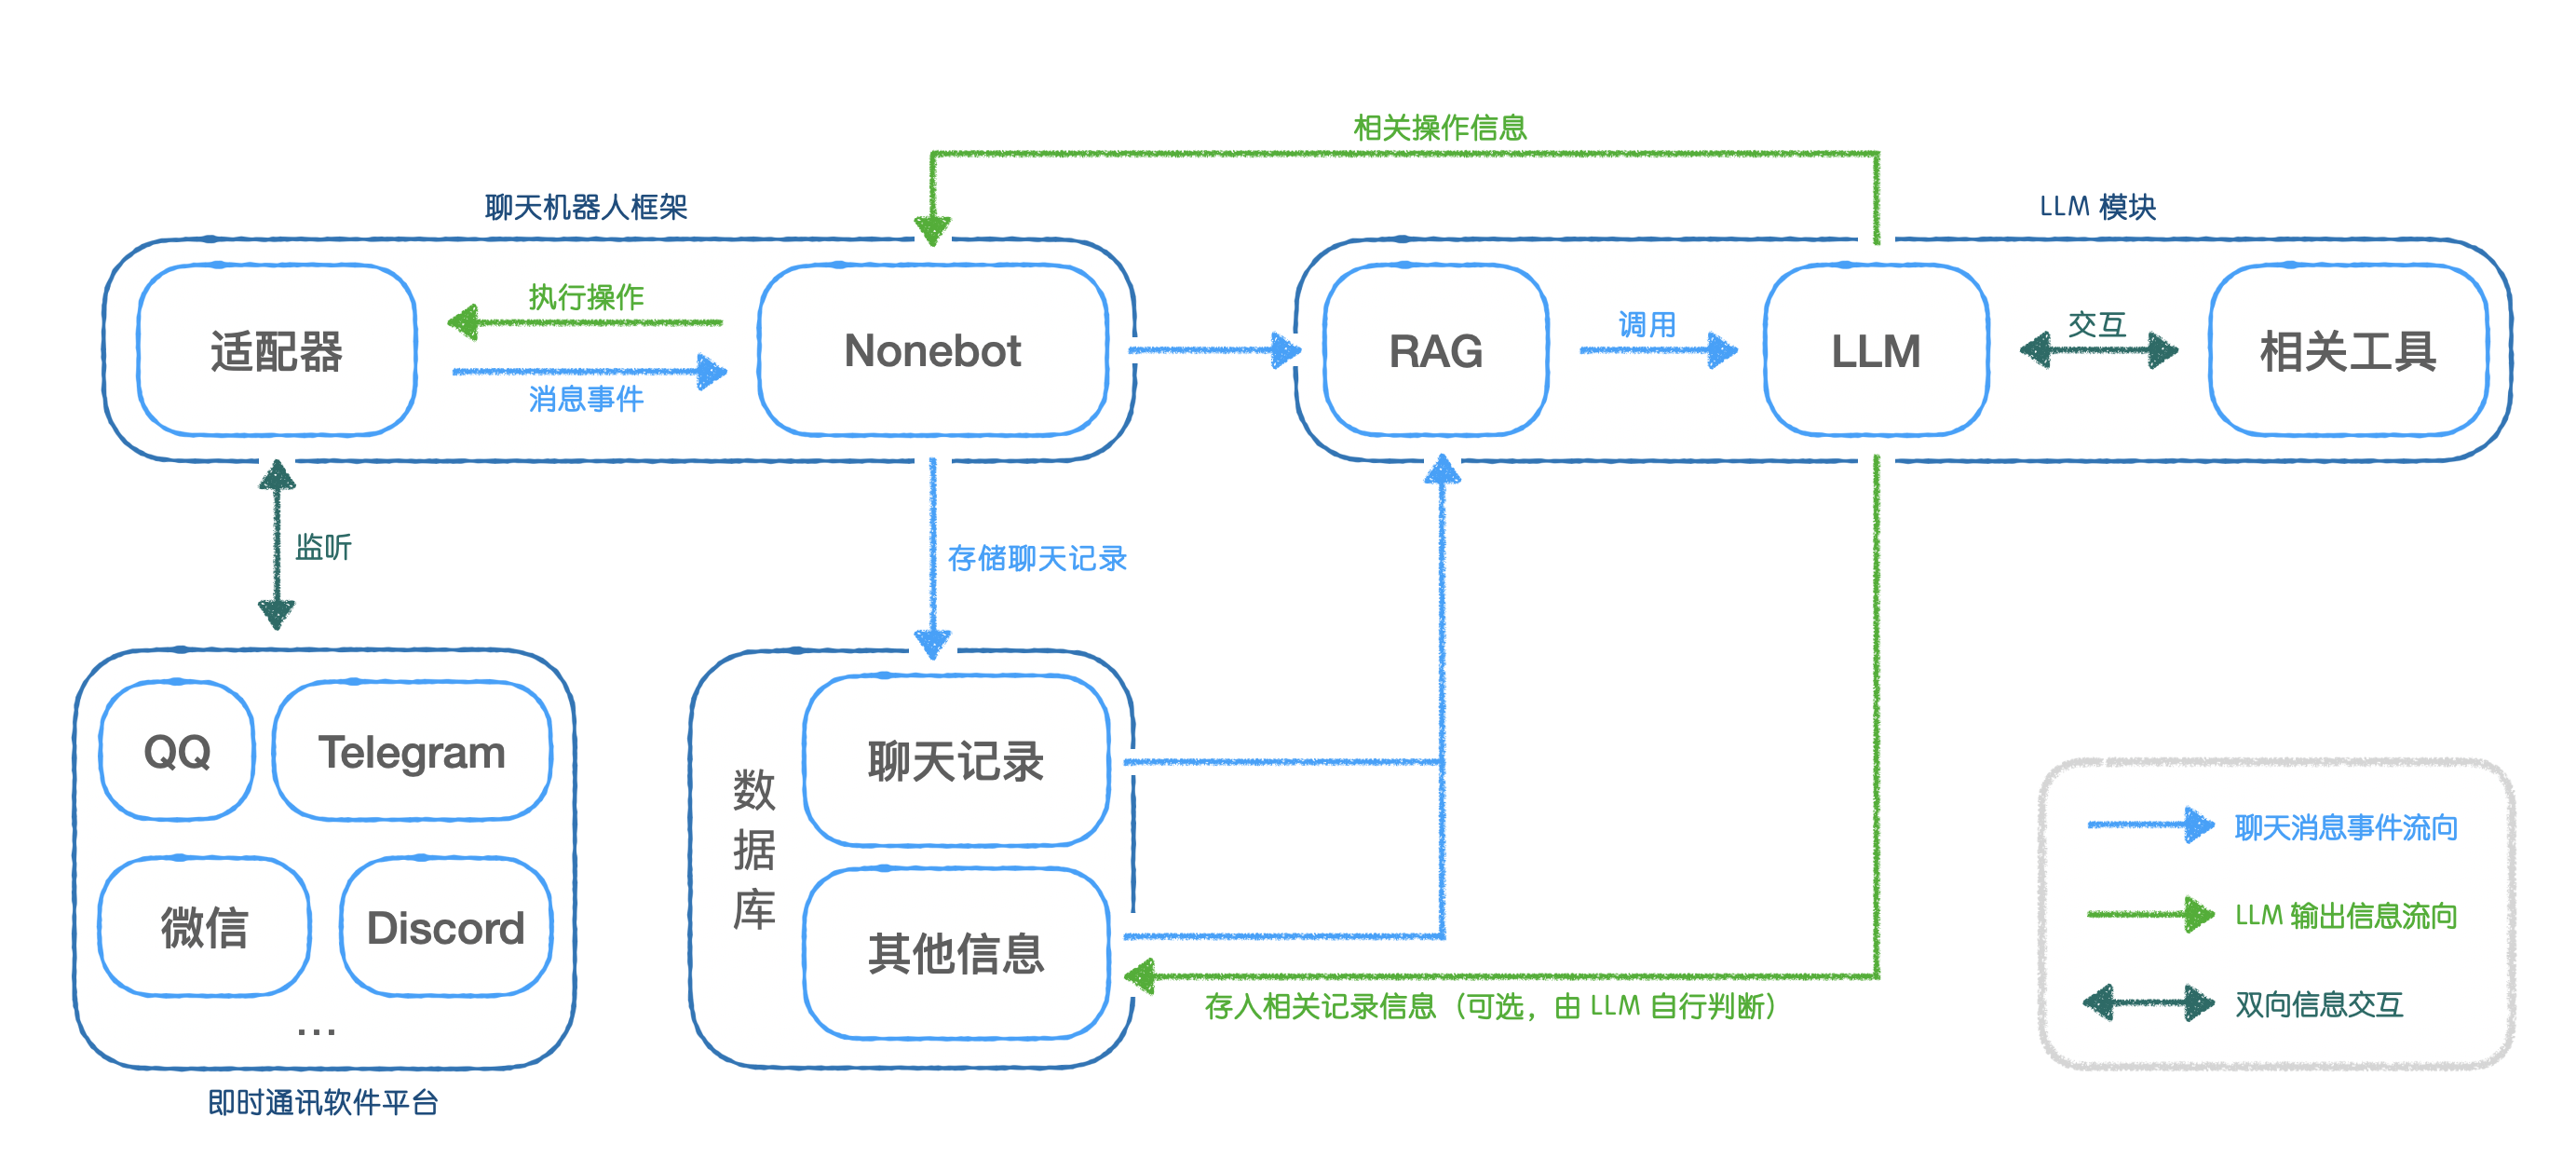 相关操作信息
聊天机器人框架
LLM 模块
适配器
执行操作
消息事件
Nonebot
RAG
调用
LLM
交互
相关工具
监听
存储聊天记录
QQ
Telegram
微信
Discord
...
即时通讯软件平台
数据库
聊天记录
其他信息
存入相关记录信息（可选，由 LLM 自行判断）
聊天消息事件流向
LLM 输出信息流向
双向信息交互